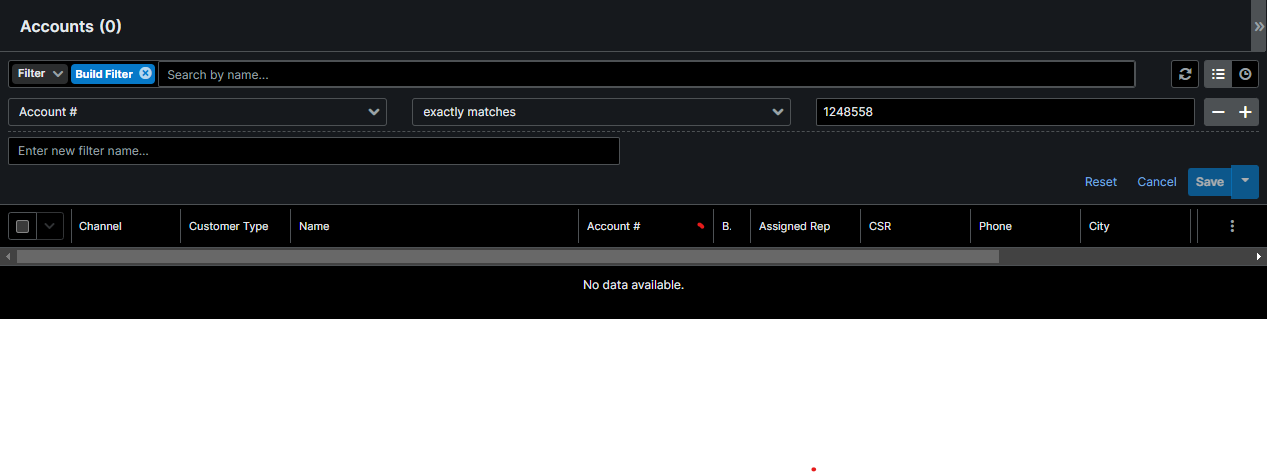 Accounts (0)
Filter Build Filter Search by name...
Account # exactly matches 1248558
Enter new filter name...
Reset Cancel Save
Channel Customer Type Name Account # B. Assigned Rep CSR Phone City
No data available.